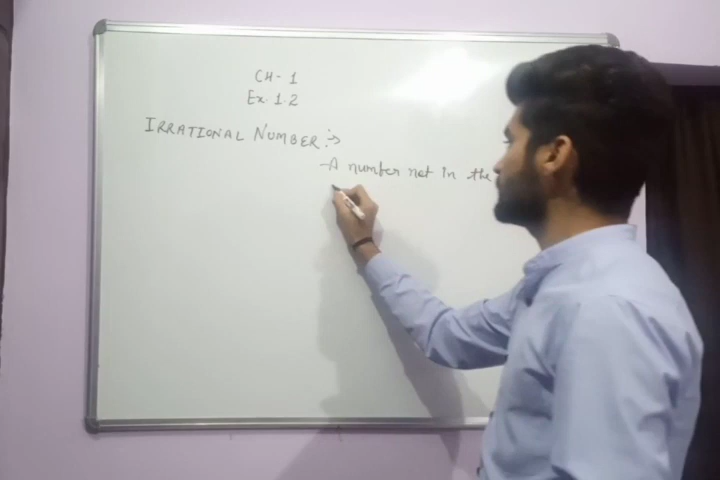 CH- 1
Ex. 1.2
IRRATIONAL NUMBER :->
A number not in the